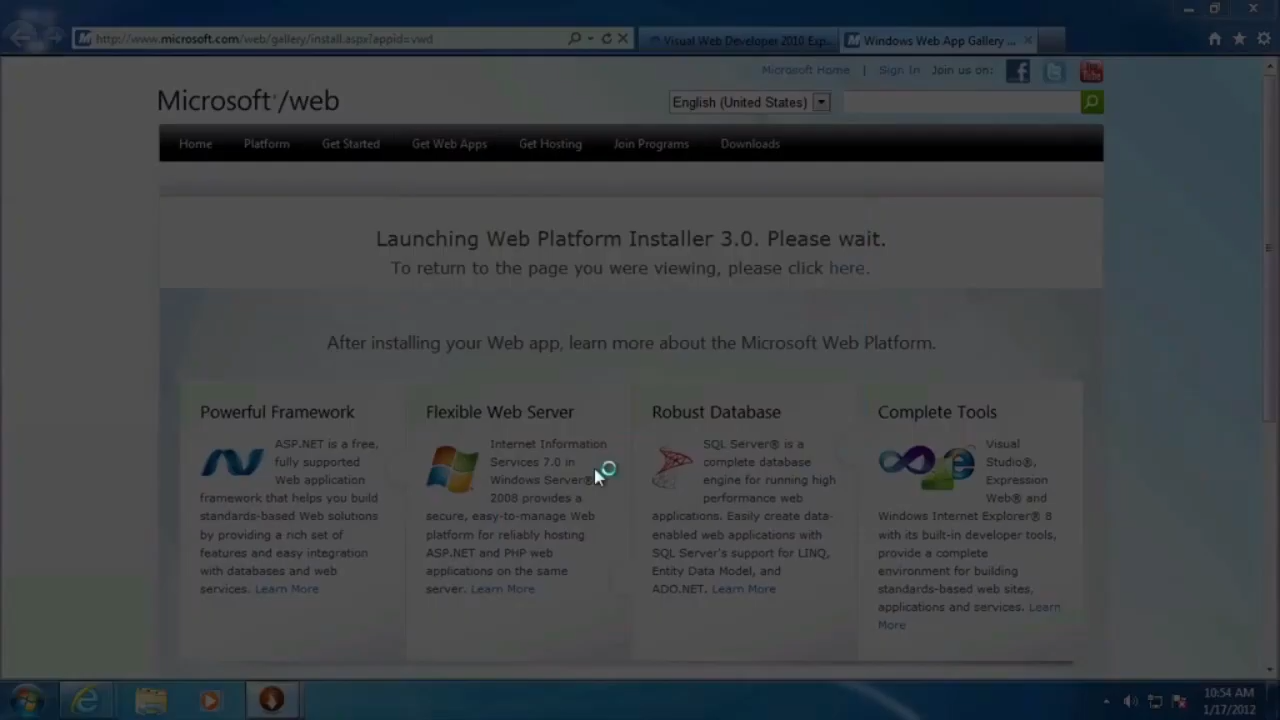 http://www.microsoft.com/web/gallery/install.aspx?appid=vwd
Visual Web Developer 2010 Exp...
Windows Web App Gallery ...
Microsoft Home | Sign In Join us on:
Microsoft /web
English (United States)
Home Platform Get Started Get Web Apps Get Hosting Join Programs Downloads
Launching Web Platform Installer 3.0. Please wait.
To return to the page you were viewing, please click here.
After installing your Web app, learn more about the Microsoft Web Platform.
Powerful Framework
ASP.NET is a free,
fully supported
Web application
framework that helps you build
standards-based Web solutions
by providing a rich set of
features and easy integration
with databases and web
services. Learn More
Flexible Web Server
Internet Information
Services 7.0 in
Windows Server®
2008 provides a
secure, easy-to-manage Web
platform for reliably hosting
ASP.NET and PHP web
applications on the same
server. Learn More
Robust Database
SQL Server® is a
complete database
engine for running high
performance web
applications. Easily create data-
enabled web applications with
SQL Server's support for LINQ,
Entity Data Model, and
ADO.NET. Learn More
Complete Tools
Visual
Studio®,
Expression
Web® and
Windows Internet Explorer® 8
with its built-in developer tools,
provide a complete
environment for building
standards-based web sites,
applications and services. Learn
More
10:54 AM
1/17/2012